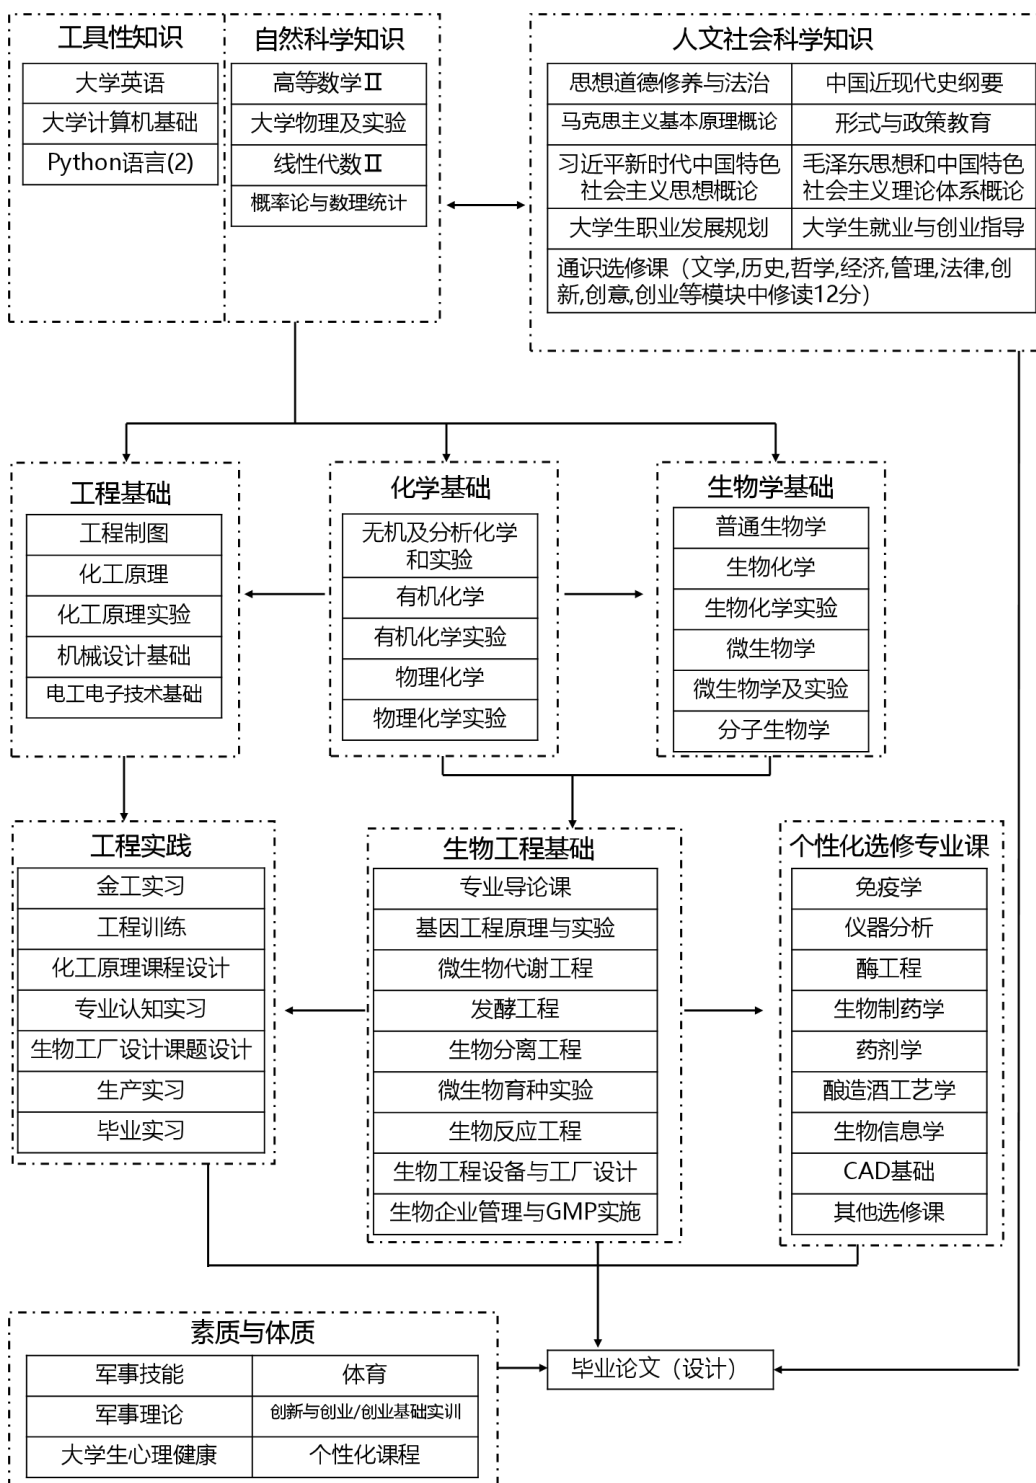 工具性知识
大学英语
大学计算机基础
Python语言(2)
自然科学知识
高等数学Ⅱ
大学物理及实验
线性代数Ⅱ
概率论与数理统计
人文社会科学知识
思想道德修养与法治
中国近现代史纲要
马克思主义基本原理概论
形式与政策教育
习近平新时代中国特色
社会主义思想概论
毛泽东思想和中国特色
社会主义理论体系概论
大学生职业发展规划
大学生就业与创业指导
通识选修课（文学,历史,哲学,经济,管理,法律,创
新,创意,创业等模块中修读12分）
工程基础
工程制图
化工原理
化工原理实验
机械设计基础
电工电子技术基础
化学基础
无机及分析化学
和实验
有机化学
有机化学实验
物理化学
物理化学实验
生物学基础
普通生物学
生物化学
生物化学实验
微生物学
微生物学及实验
分子生物学
工程实践
金工实习
工程训练
化工原理课程设计
专业认知实习
生物工厂设计课题设计
生产实习
毕业实习
生物工程基础
专业导论课
基因工程原理与实验
微生物代谢工程
发酵工程
生物分离工程
微生物育种实验
生物反应工程
生物工程设备与工厂设计
生物企业管理与GMP实施
个性化选修专业课
免疫学
仪器分析
酶工程
生物制药学
药剂学
酿造酒工艺学
生物信息学
CAD基础
其他选修课
素质与体质
军事技能
体育
军事理论
创新与创业/创业基础实训
大学生心理健康
个性化课程
毕业论文（设计）